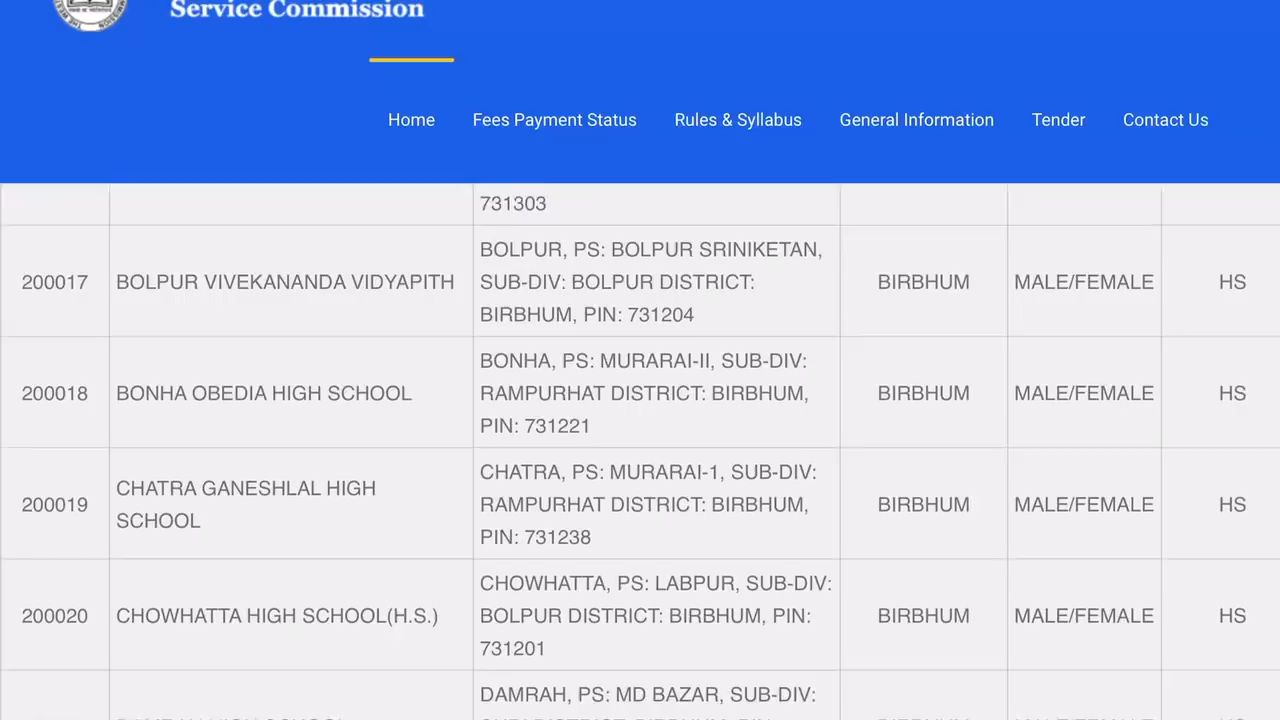 Service Commission
Home Fees Payment Status Rules & Syllabus General Information Tender Contact Us
731303
200017 BOLPUR VIVEKANANDA VIDYAPITH BOLPUR, PS: BOLPUR SRINIKETAN, SUB-DIV: BOLPUR DISTRICT: BIRBHUM, PIN: 731204 BIRBHUM MALE/FEMALE HS
200018 BONHA OBEDIA HIGH SCHOOL BONHA, PS: MURARAI-II, SUB-DIV: RAMPURHAT DISTRICT: BIRBHUM, PIN: 731221 BIRBHUM MALE/FEMALE HS
200019 CHATRA GANESHLAL HIGH SCHOOL CHATRA, PS: MURARAI-1, SUB-DIV: RAMPURHAT DISTRICT: BIRBHUM, PIN: 731238 BIRBHUM MALE/FEMALE HS
200020 CHOWHATTA HIGH SCHOOL(H.S.) CHOWHATTA, PS: LABPUR, SUB-DIV: BOLPUR DISTRICT: BIRBHUM, PIN: 731201 BIRBHUM MALE/FEMALE HS
DAMRAH, PS: MD BAZAR, SUB-DIV: